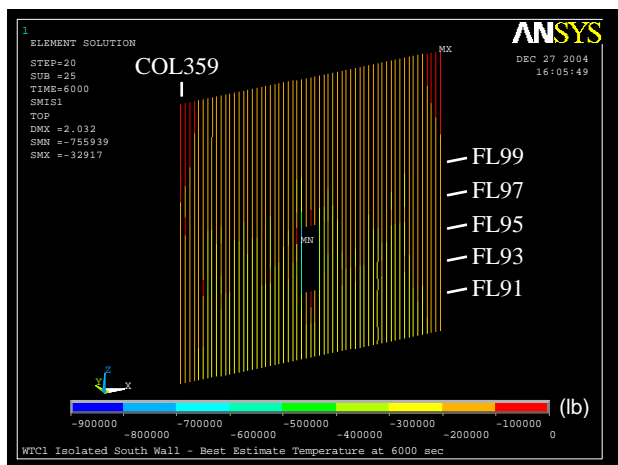 1
ELEMENT SOLUTION
STEP=20
SUB =25
TIME=6000
SMIS1
TOP
DMX =2.032
SMN =-755939
SMX =-32917
ANSYS
DEC 27 2004
16:05:49
COL359
MX
FL99
FL97
FL95
MN
FL93
FL91
Z
Y
X
(lb)
-900000 -700000 -500000 -300000 -100000
-800000 -600000 -400000 -200000 0
WTC1 Isolated South Wall - Best Estimate Temperature at 6000 sec